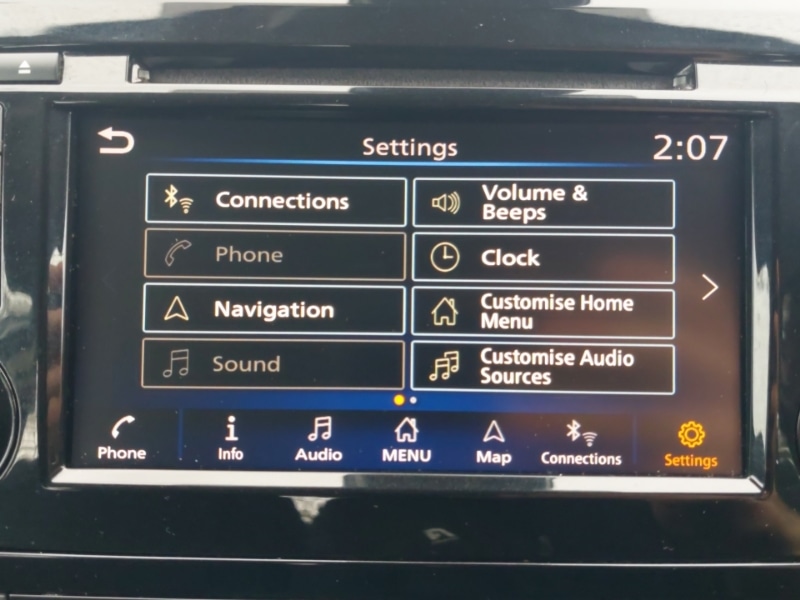 Settings
2:07
Connections
Volume &
Beeps
Phone
Clock
Navigation
Customise Home
Menu
Sound
Customise Audio
Sources
Phone
Info
Audio
MENU
Map
Connections
Settings